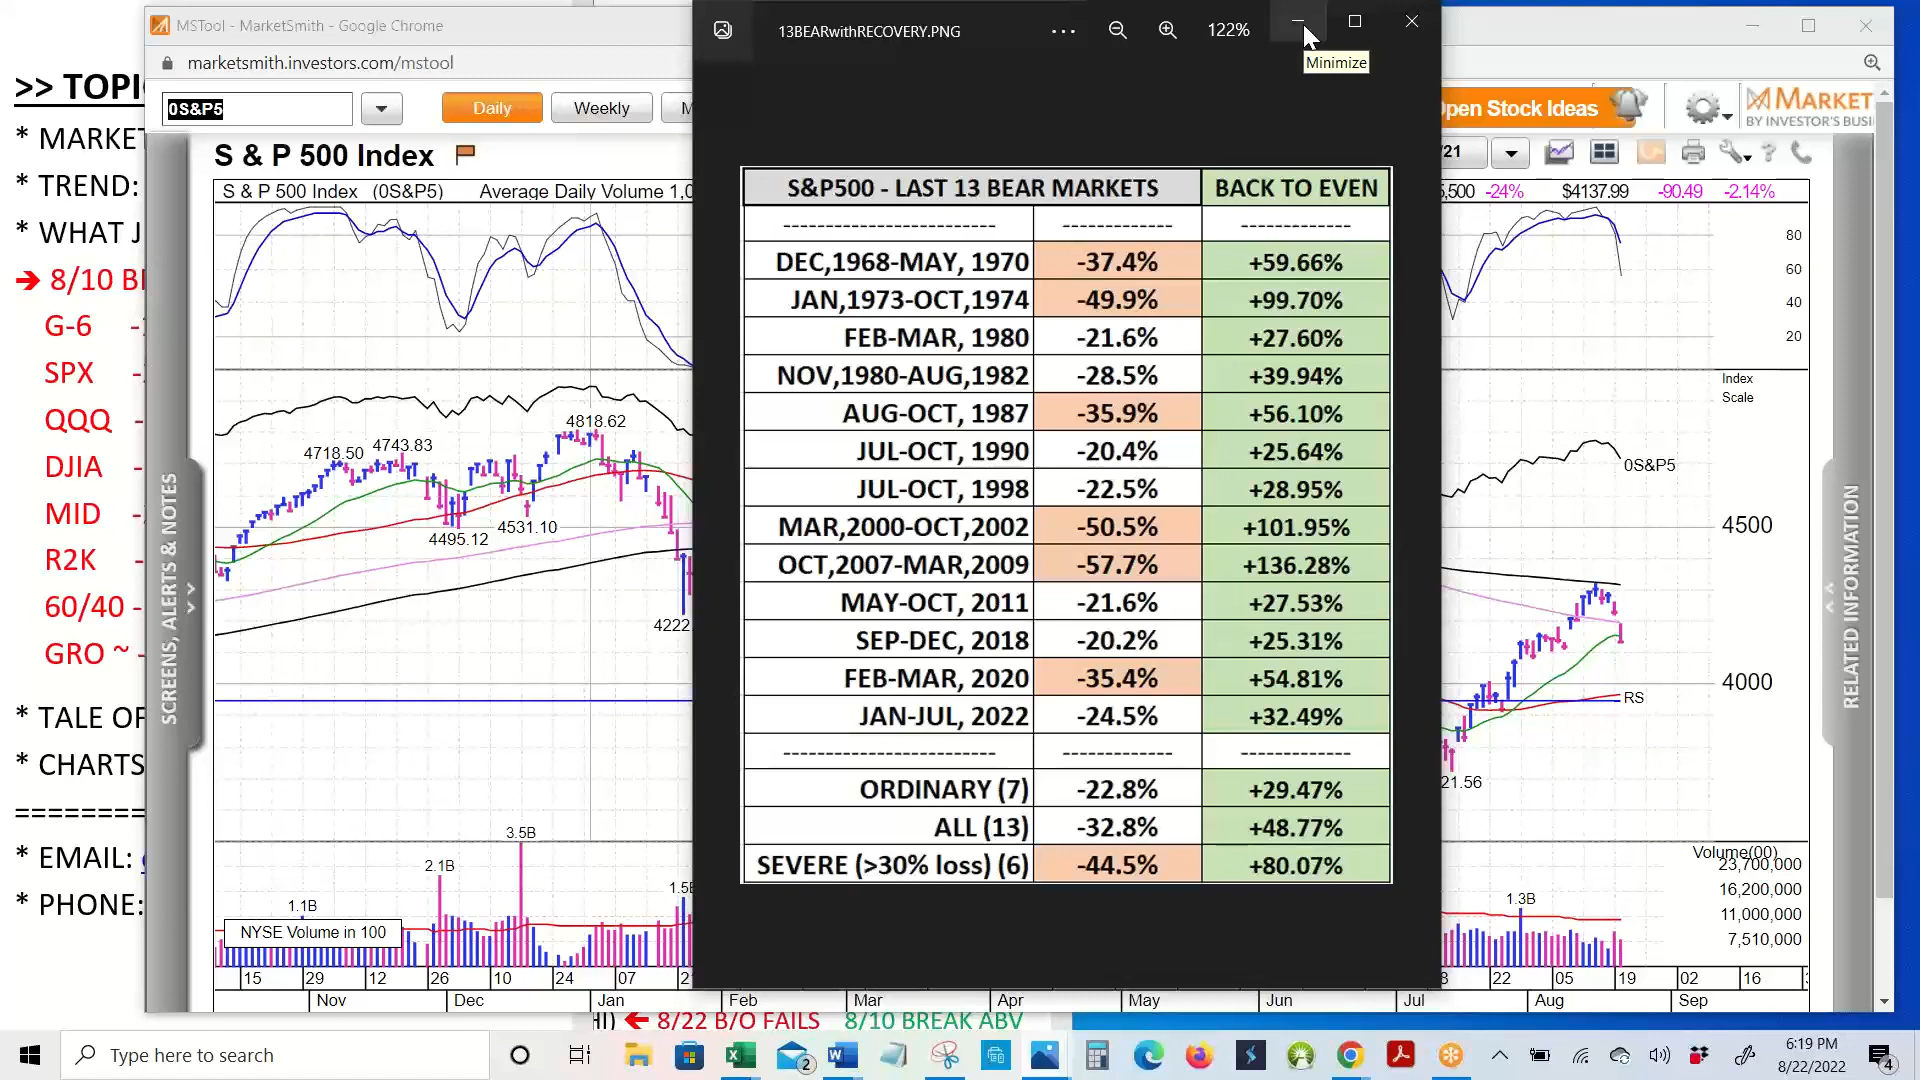 MSTool - MarketSmith - Google Chrome
marketsmith.investors.com/mstool
0S&P5
Daily
Weekly
M
S & P 500 Index
S & P 500 Index (0S&P5) Average Daily Volume 1,0
4718.50
4743.83
4818.62
4495.12
4531.10
4222.
1.1B
2.1B
3.5B
1.5B
NYSE Volume in 100
15 29 12 26 10 24 07 2
Nov Dec Jan Feb Mar Apr May Jun Jul Aug Sep
SCREENS, ALERTS & NOTES
>> TOPI
* MARKET
* TREND:
* WHAT J
➔ 8/10 B
G-6 -
SPX -
QQQ -
DJIA -
MID -
R2K -
60/40 -
GRO ~ -
* TALE OF
* CHARTS
* EMAIL:
* PHONE:
13BEARwithRECOVERY.PNG
122%
Minimize
S&P500 - LAST 13 BEAR MARKETS BACK TO EVEN
-------------------------- ------------- -------------
DEC,1968-MAY, 1970 -37.4% +59.66%
JAN,1973-OCT,1974 -49.9% +99.70%
FEB-MAR, 1980 -21.6% +27.60%
NOV,1980-AUG,1982 -28.5% +39.94%
AUG-OCT, 1987 -35.9% +56.10%
JUL-OCT, 1990 -20.4% +25.64%
JUL-OCT, 1998 -22.5% +28.95%
MAR,2000-OCT,2002 -50.5% +101.95%
OCT,2007-MAR,2009 -57.7% +136.28%
MAY-OCT, 2011 -21.6% +27.53%
SEP-DEC, 2018 -20.2% +25.31%
FEB-MAR, 2020 -35.4% +54.81%
JAN-JUL, 2022 -24.5% +32.49%
-------------------------- ------------- -------------
ORDINARY (7) -22.8% +29.47%
ALL (13) -32.8% +48.77%
SEVERE (>30% loss) (6) -44.5% +80.07%
pen Stock Ideas
MARKET
BY INVESTOR'S BUSI
/21
5,500 -24% $4137.99 -90.49 -2.14%
80
60
40
20
Index
Scale
0S&P5
4500
4000
RS
21.56
Volume(00)
23,700,000
16,200,000
11,000,000
7,510,000
1.3B
8 22 05 19 02 16 3
RELATED INFORMATION
HI) ← 8/22 B/O FAILS 8/10 BREAK ABV
Type here to search
2
6:19 PM
8/22/2022
4